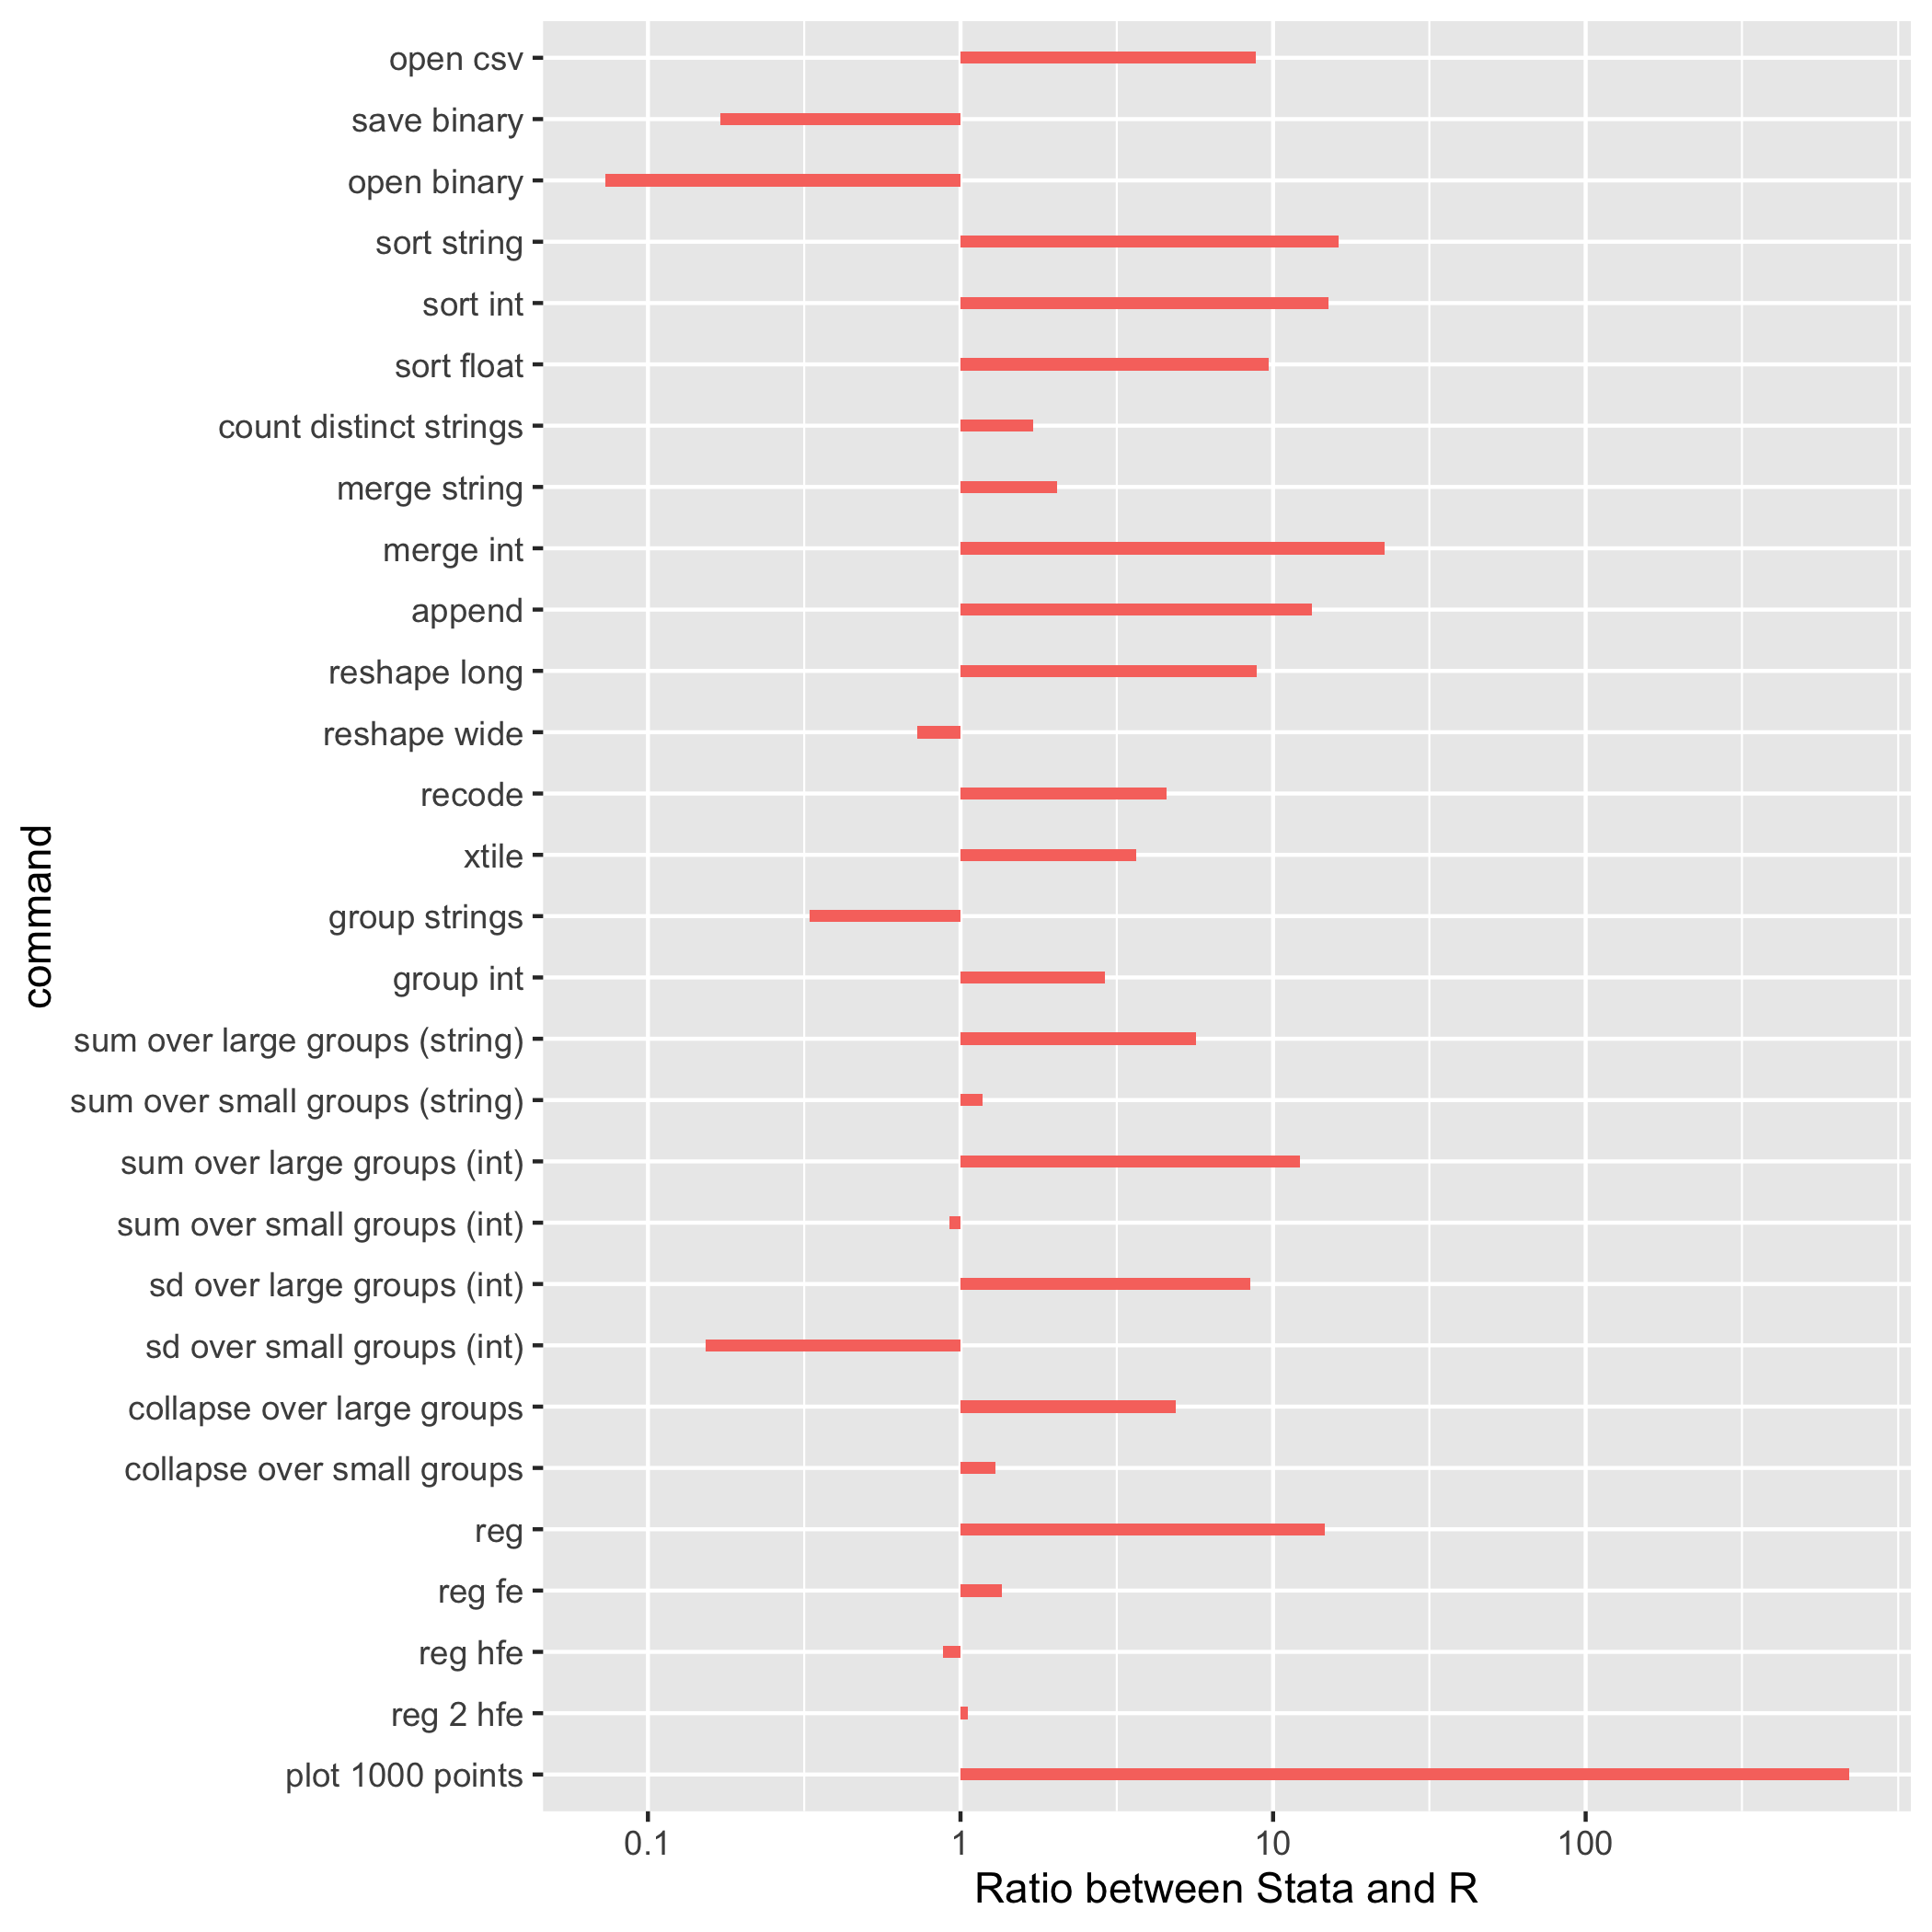 open csv
save binary
open binary
sort string
sort int
sort float
count distinct strings
merge string
merge int
append
reshape long
reshape wide
recode
xtile
group strings
group int
sum over large groups (string)
sum over small groups (string)
sum over large groups (int)
sum over small groups (int)
sd over large groups (int)
sd over small groups (int)
collapse over large groups
collapse over small groups
reg
reg fe
reg hfe
reg 2 hfe
plot 1000 points
command
0.1 1 10 100
Ratio between Stata and R